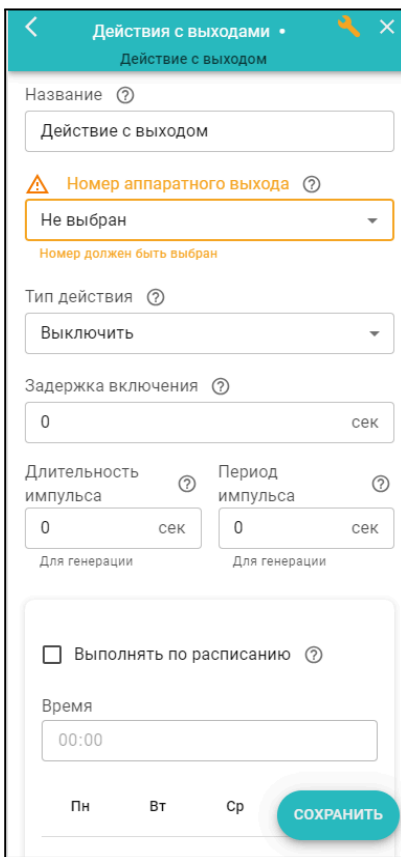 Действия с выходами •
Действие с выходом
Название
Действие с выходом
Номер аппаратного выхода
Не выбран
Номер должен быть выбран
Тип действия
Выключить
Задержка включения
0 сек
Длительность импульса
0 сек
Для генерации
Период импульса
0 сек
Для генерации
Выполнять по расписанию
Время
00:00
Пн Вт Ср
СОХРАНИТЬ